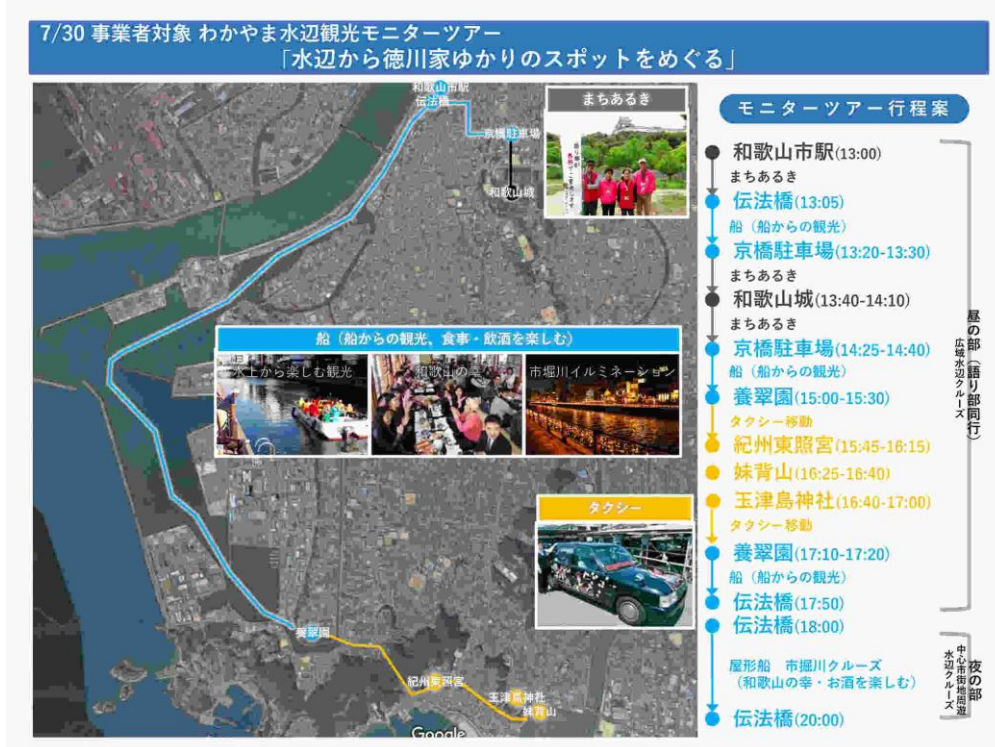 7/30 事業者対象 わかやま水辺観光モニターツアー
「水辺から徳川家ゆかりのスポットをめぐる」
和歌山市駅
伝法橋
京橋駐車場
和歌山城
まちあるき
船（船からの観光、食事・飲酒を楽しむ）
水上から楽しむ観光
和歌山の幸
市堀川イルミネーション
タクシー
養翠園
紀州東照宮
玉津島神社
妹背山
Google
モニターツアー行程案
和歌山市駅(13:00)
まちあるき
伝法橋(13:05)
船（船からの観光）
京橋駐車場(13:20-13:30)
まちあるき
和歌山城(13:40-14:10)
まちあるき
京橋駐車場(14:25-14:40)
船（船からの観光）
養翠園(15:00-15:30)
タクシー移動
紀州東照宮(15:45-16:15)
妹背山(16:25-16:40)
玉津島神社(16:40-17:00)
タクシー移動
養翠園(17:10-17:20)
船（船からの観光）
伝法橋(17:50)
伝法橋(18:00)
屋形船　市堀川クルーズ
（和歌山の幸・お酒を楽しむ）
伝法橋(20:00)
昼の部（語り部同行）
広域水辺クルーズ
夜の部
中心市街地周遊
水辺クルーズ